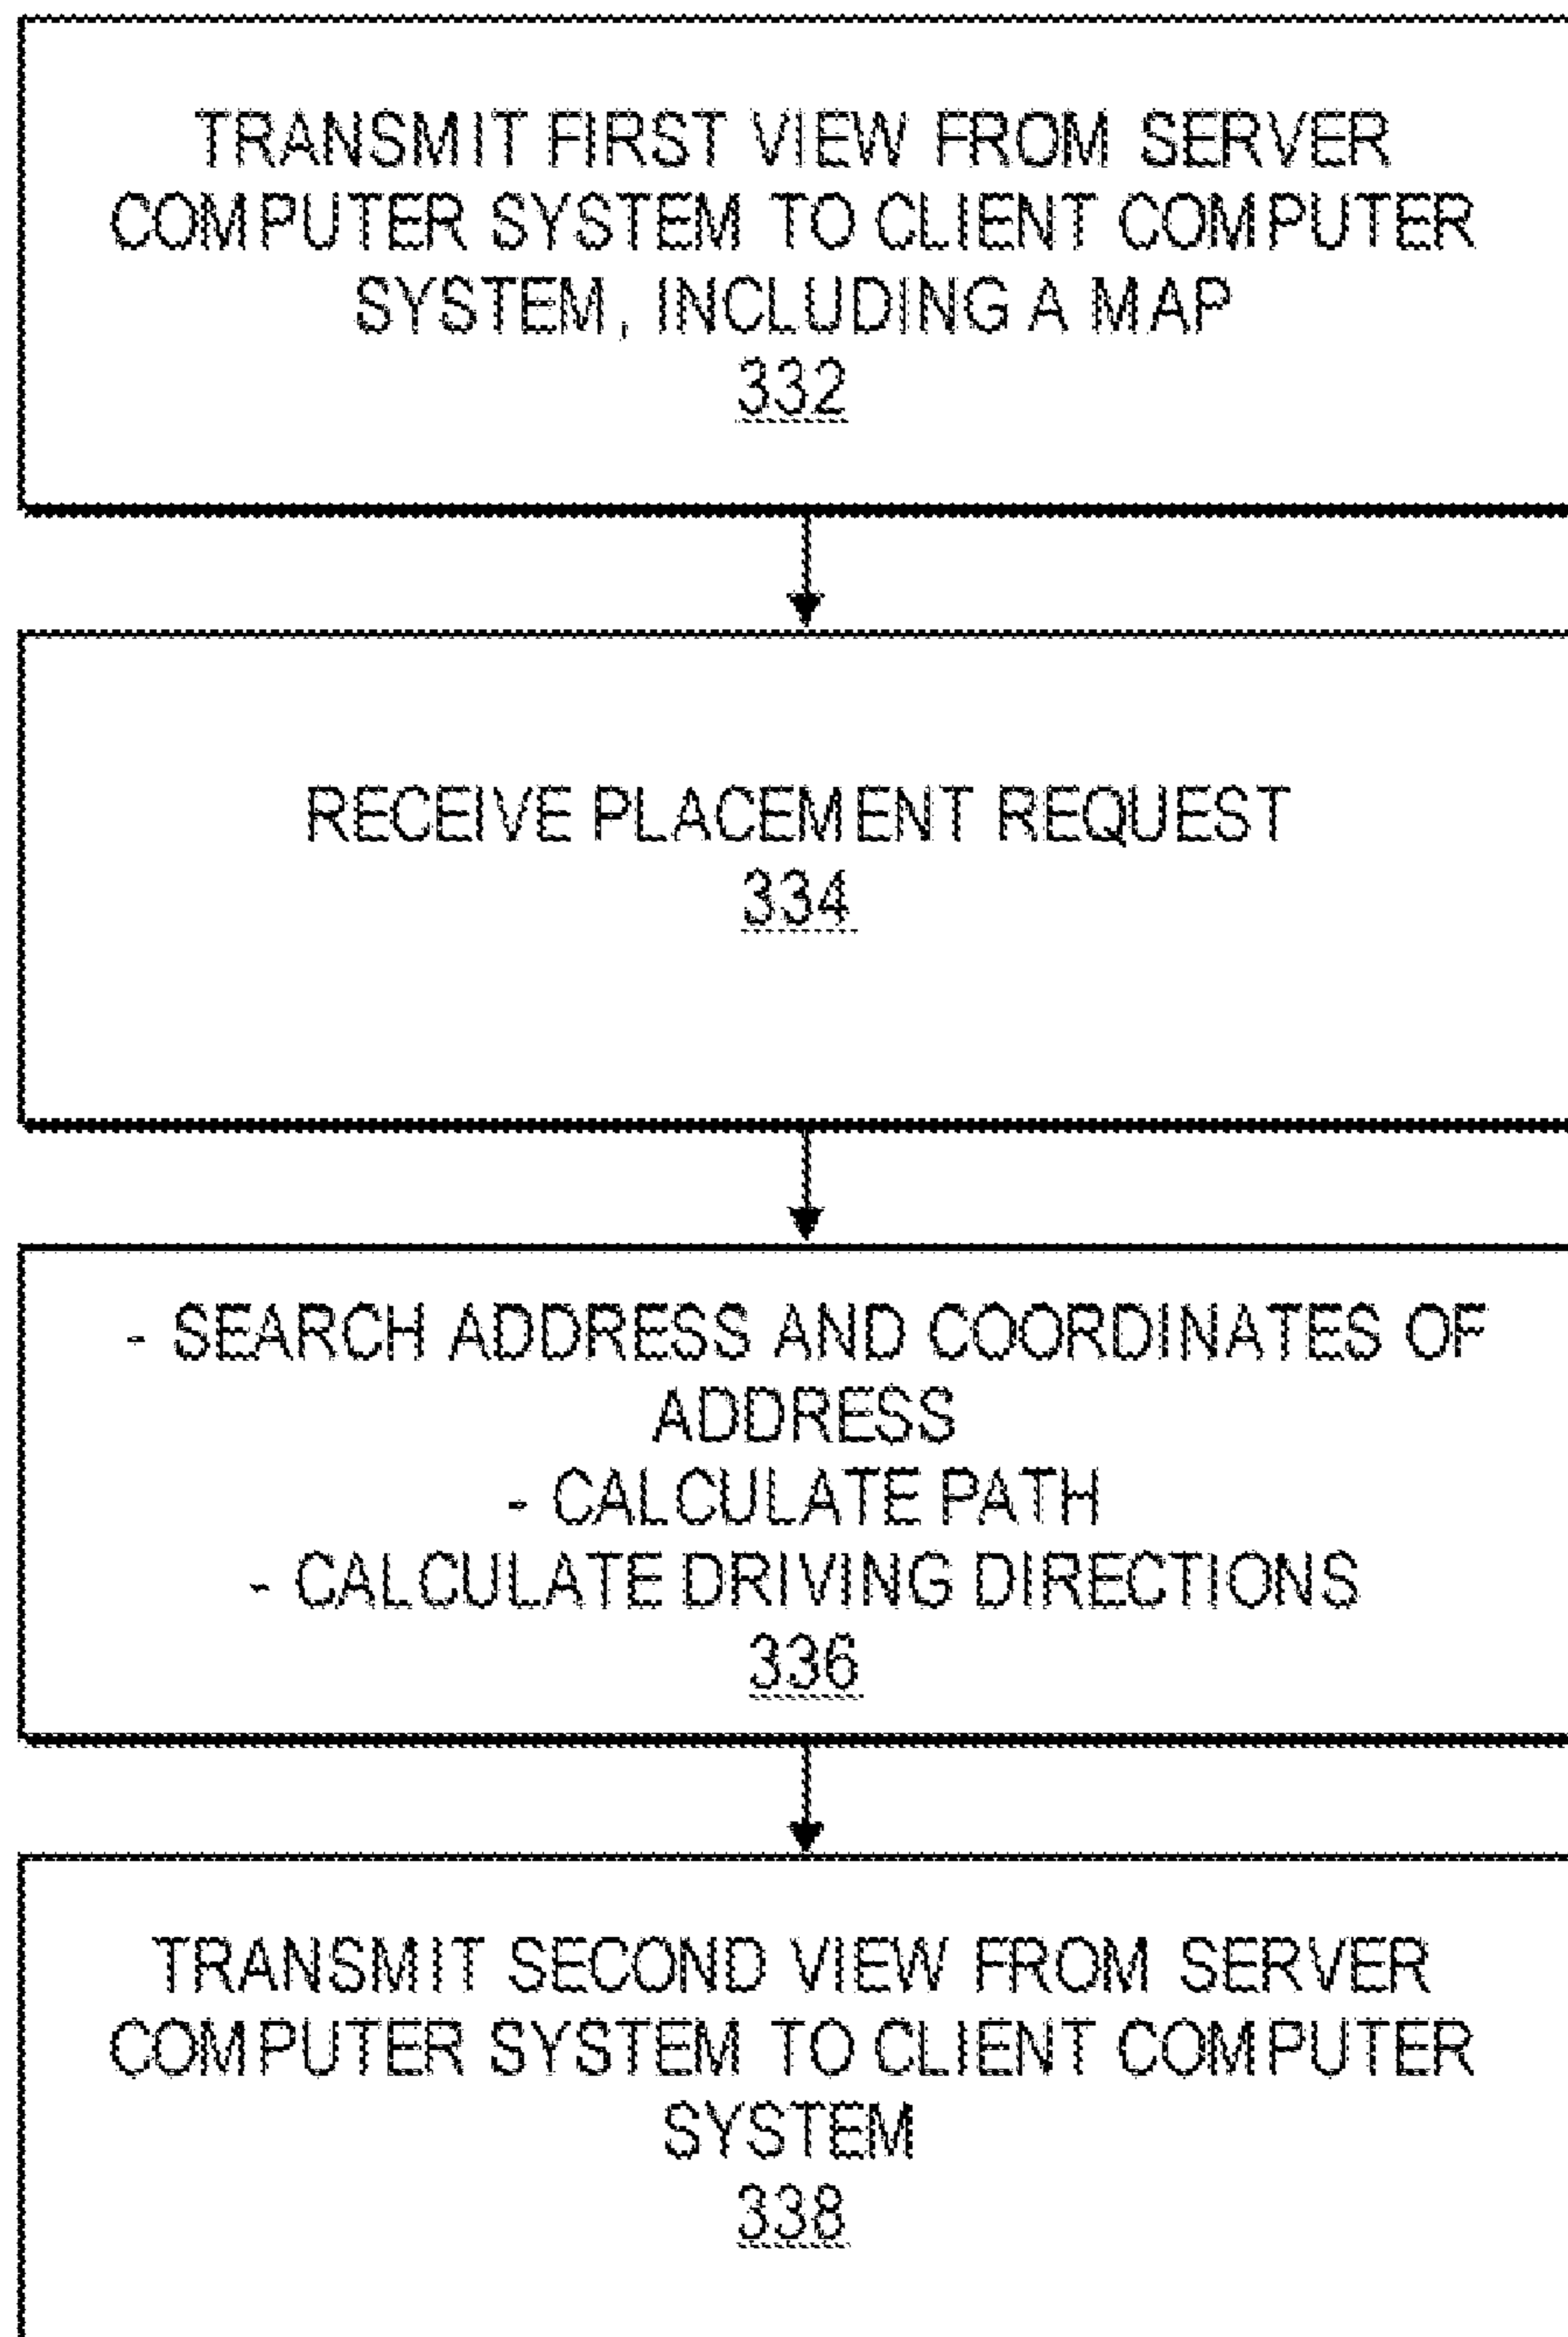 TRANSMIT FIRST VIEW FROM SERVER
COMPUTER SYSTEM TO CLIENT COMPUTER
SYSTEM, INCLUDING A MAP
332
RECEIVE PLACEMENT REQUEST
334
- SEARCH ADDRESS AND COORDINATES OF
ADDRESS
- CALCULATE PATH
- CALCULATE DRIVING DIRECTIONS
336
TRANSMIT SECOND VIEW FROM SERVER
COMPUTER SYSTEM TO CLIENT COMPUTER
SYSTEM
338